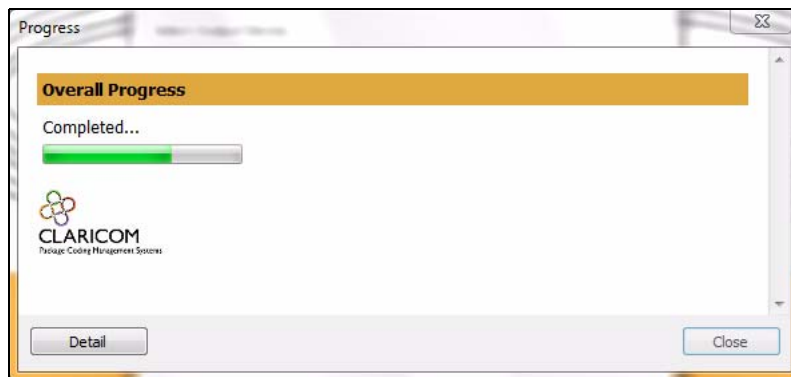 Progress
Overall Progress
Completed...
CLARICOM
Package Coding Management Systems
Detail
Close